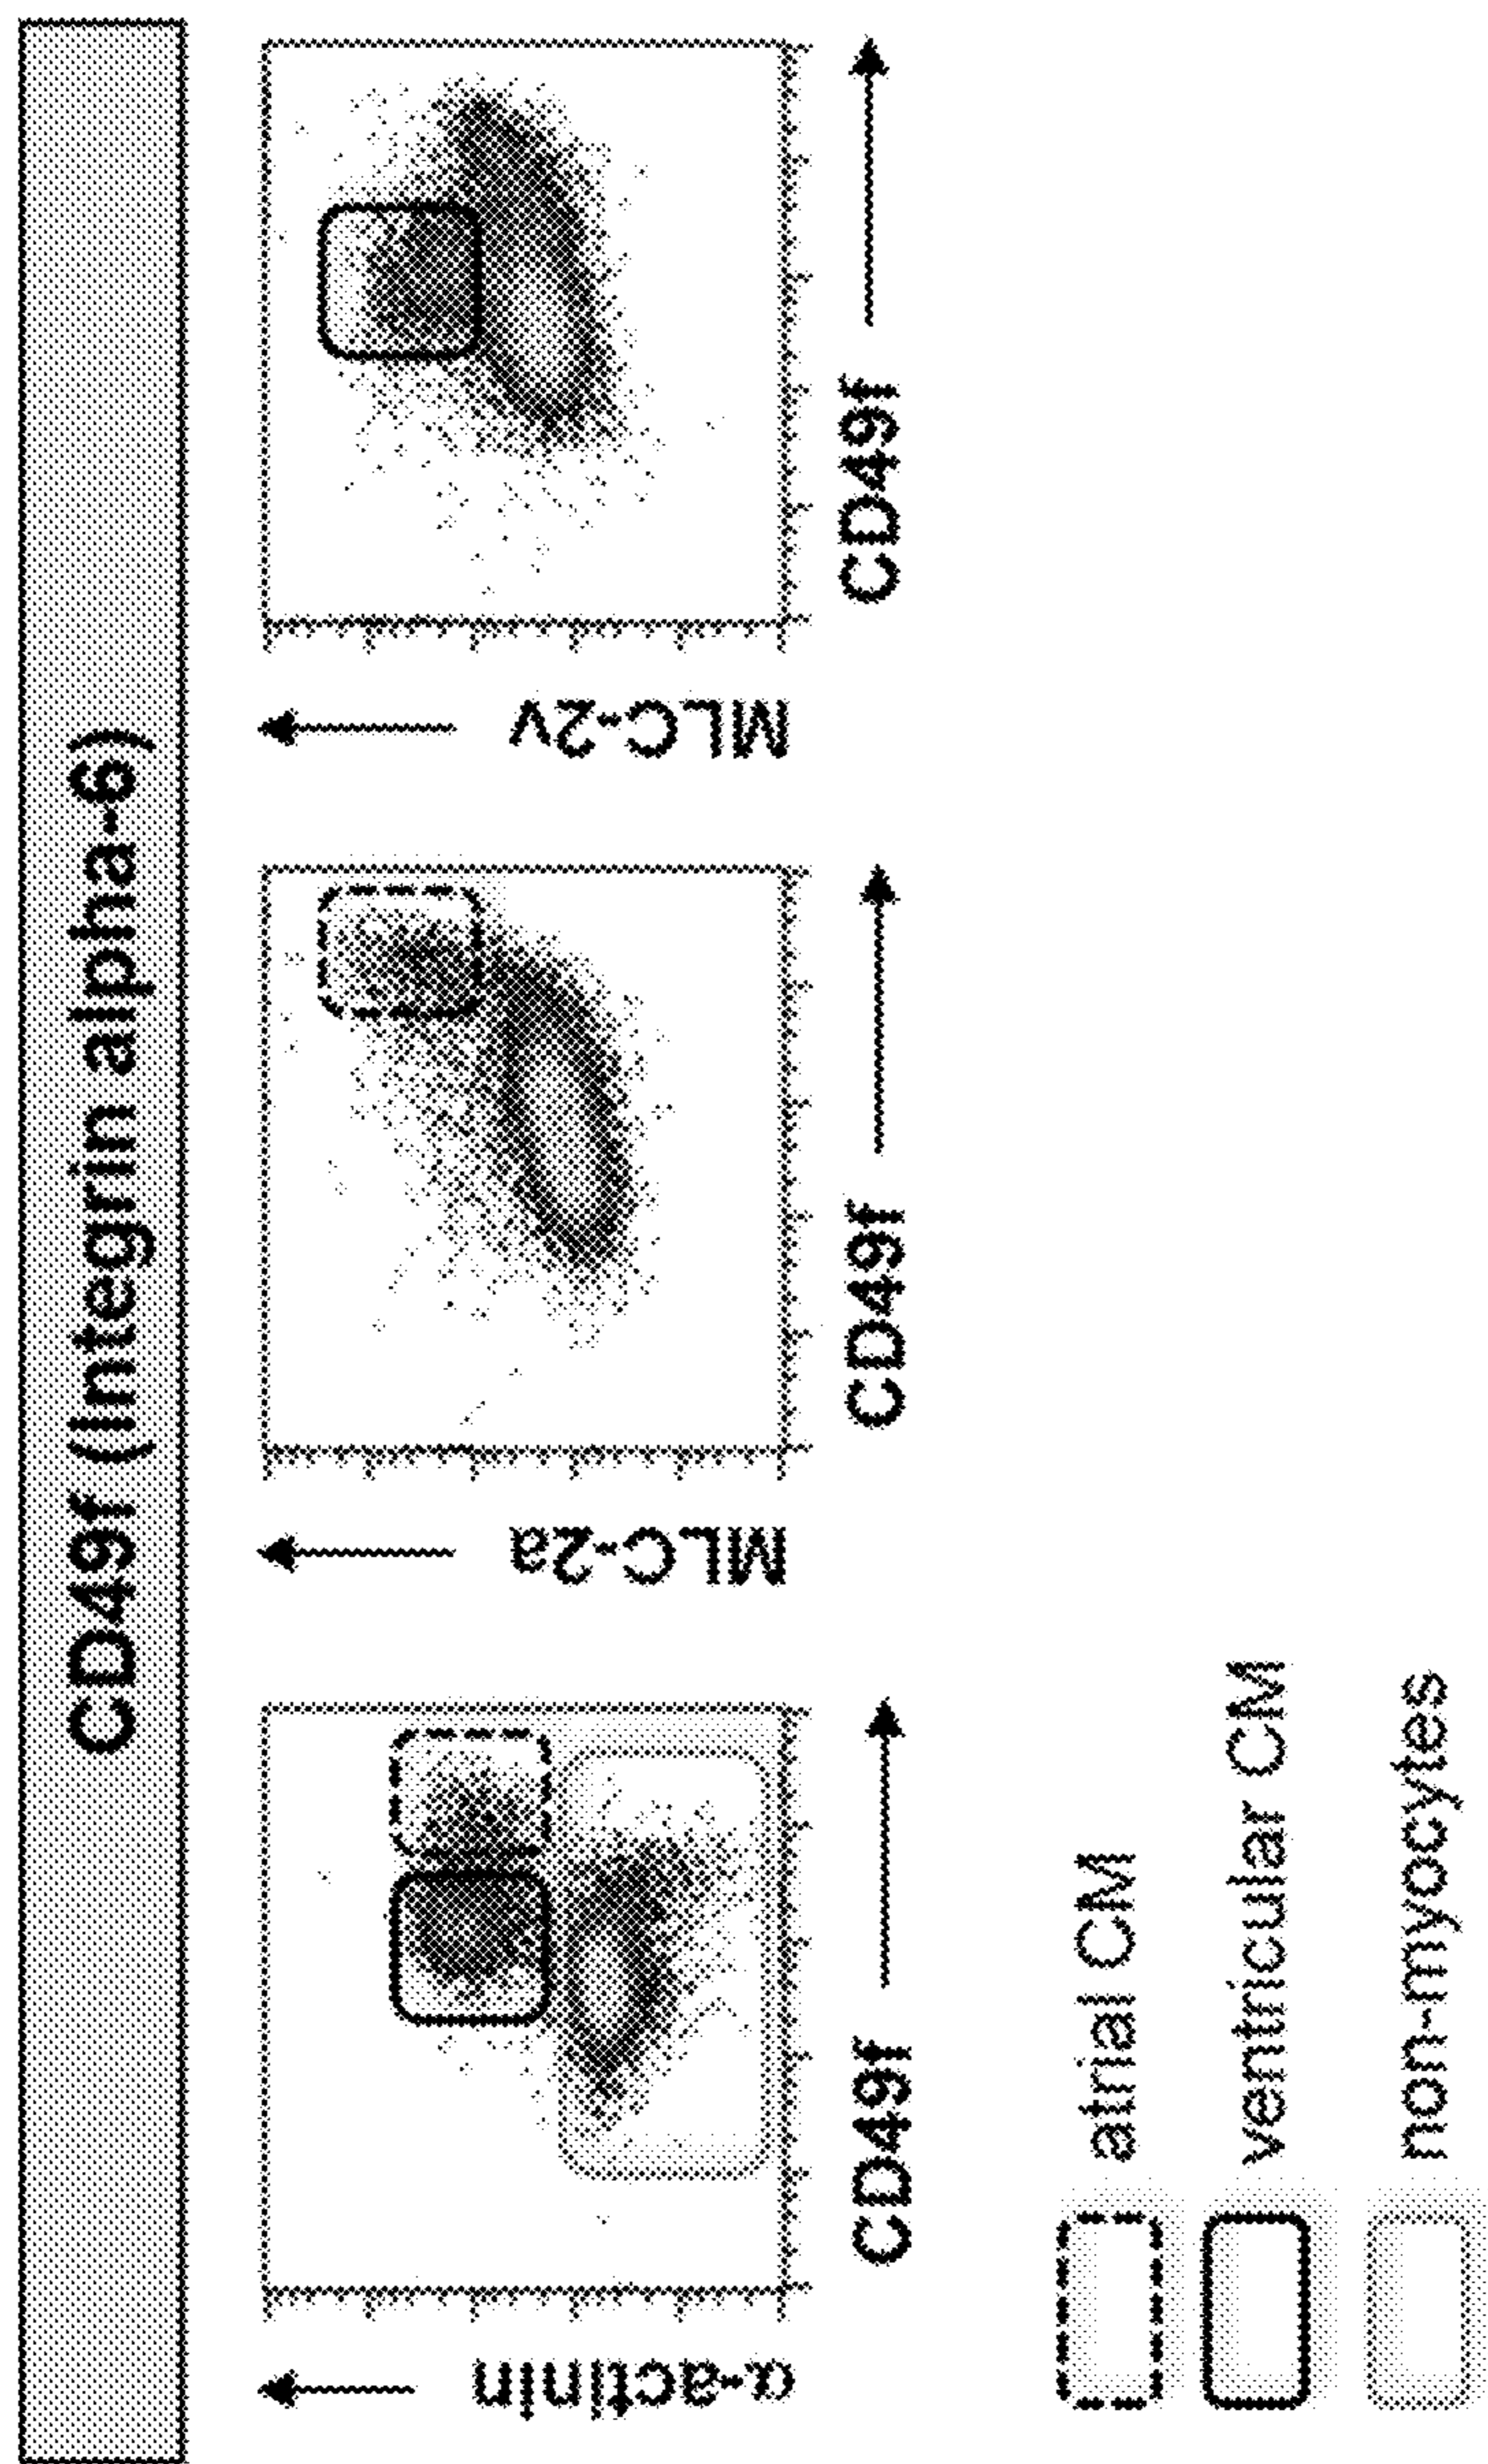 CD49f (Integrin alpha-6)
α-actinin
CD49f
MLC-2a
CD49f
MLC-2v
CD49f
atrial CM
ventricular CM
non-myocytes